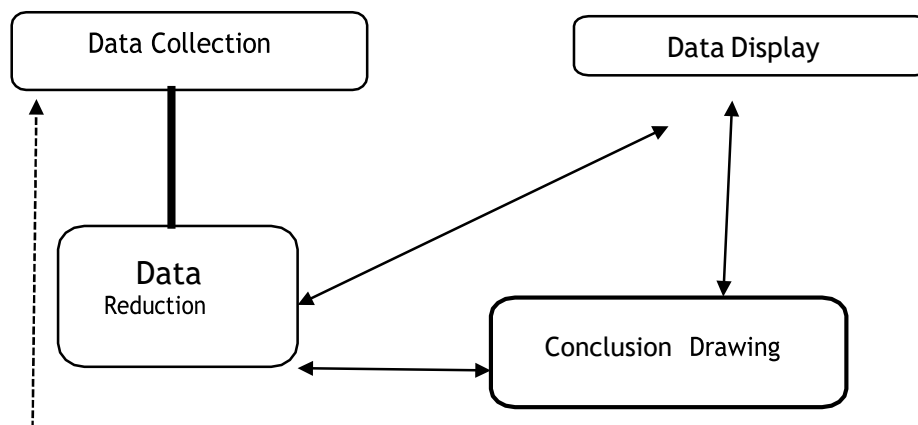 Data Collection
Data Display
Data
Reduction
Conclusion Drawing